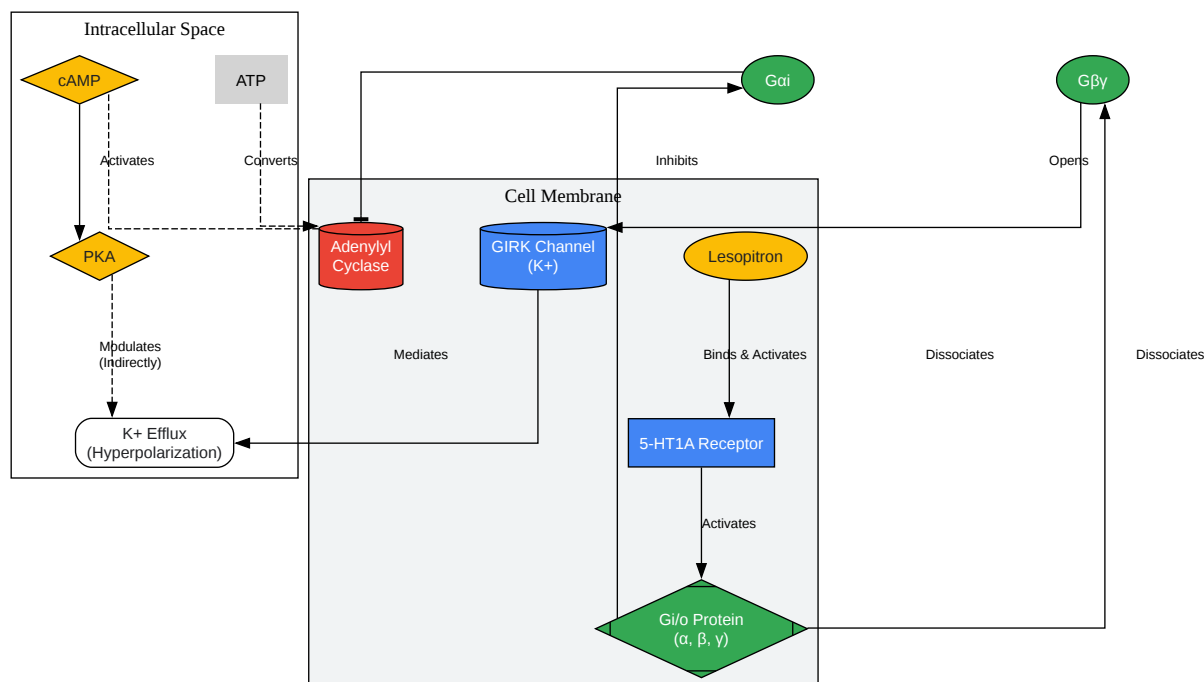 Intracellular Space
cAMP
ATP
Gαi
Gβγ
Activates
Converts
Inhibits
Opens
Cell Membrane
PKA
Adenylyl
Cyclase
GIRK Channel
(K+)
Lesopitron
Modulates
(Indirectly)
Mediates
Binds & Activates
Dissociates
Dissociates
K+ Efflux
(Hyperpolarization)
5-HT1A Receptor
Activates
Gi/o Protein
(α, β, γ)